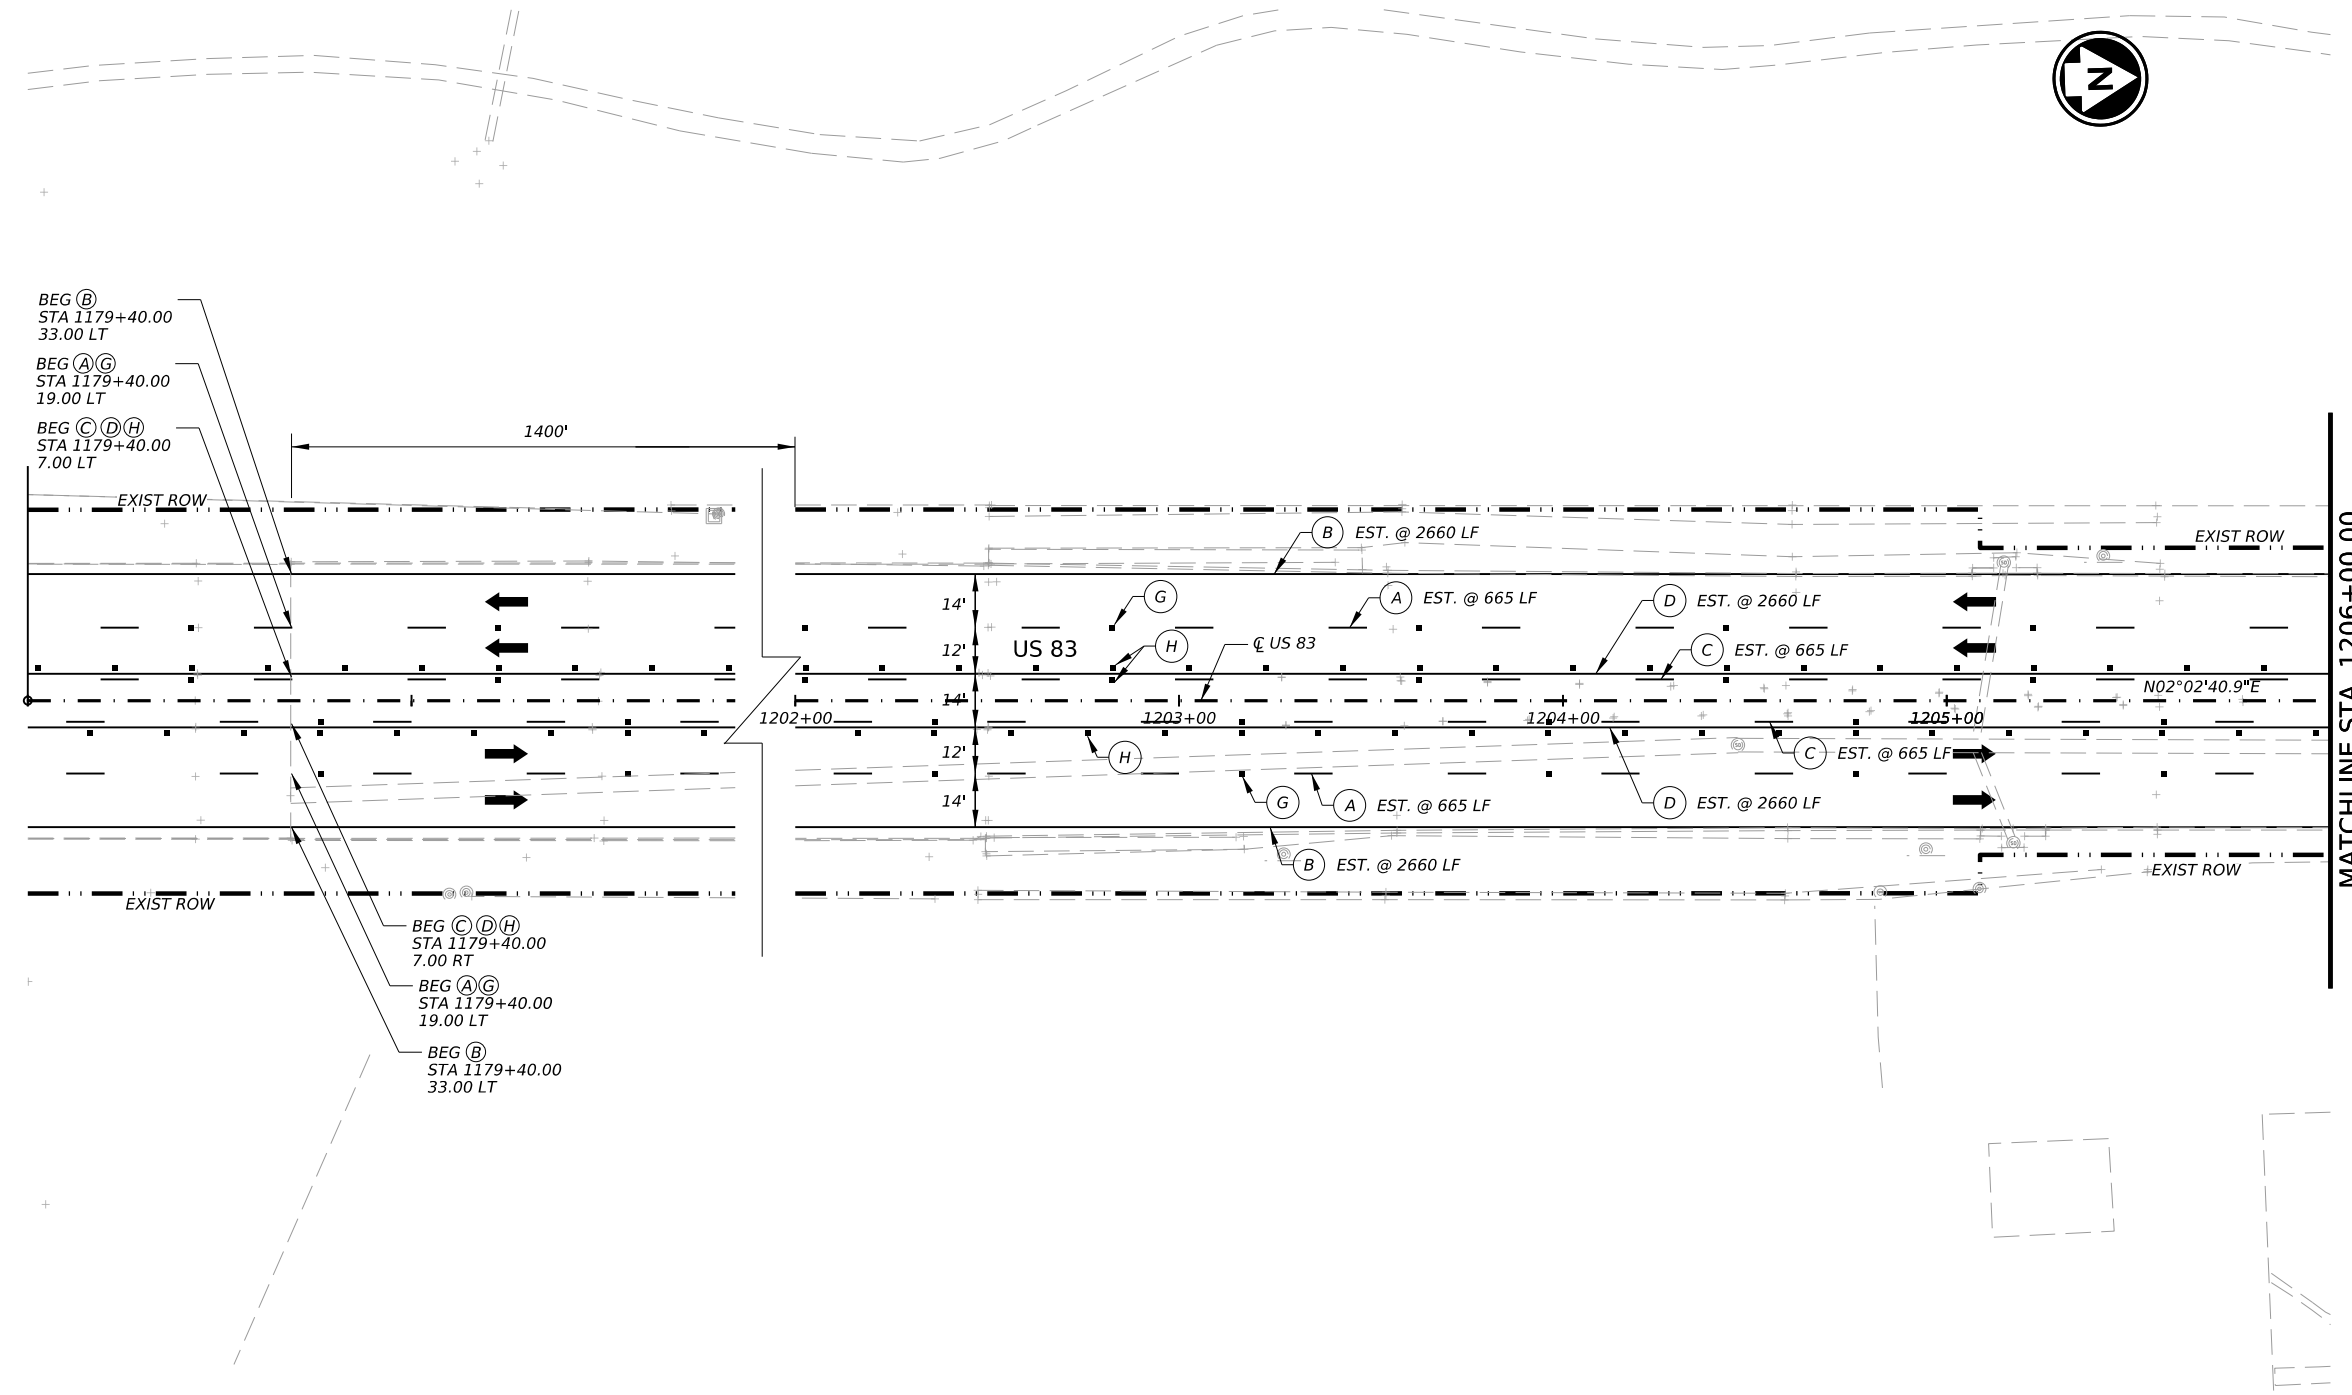 N
BEG B
STA 1179+40.00
33.00 LT
BEG A G
STA 1179+40.00
19.00 LT
BEG C D H
STA 1179+40.00
7.00 LT
1400'
EXIST ROW
B EST. @ 2660 LF
EXIST ROW
14'
G
A EST. @ 665 LF
D EST. @ 2660 LF
12'
US 83
H
℄ US 83
C EST. @ 665 LF
N02°02'40.9"E
14'
1202+00
1203+00
1204+00
1205+00
12'
H
C EST. @ 665 LF
14'
G
A EST. @ 665 LF
D EST. @ 2660 LF
B EST. @ 2660 LF
EXIST ROW
EXIST ROW
MATCHLINE STA 1206+00.00
BEG C D H
STA 1179+40.00
7.00 RT
BEG A G
STA 1179+40.00
19.00 LT
BEG B
STA 1179+40.00
33.00 LT